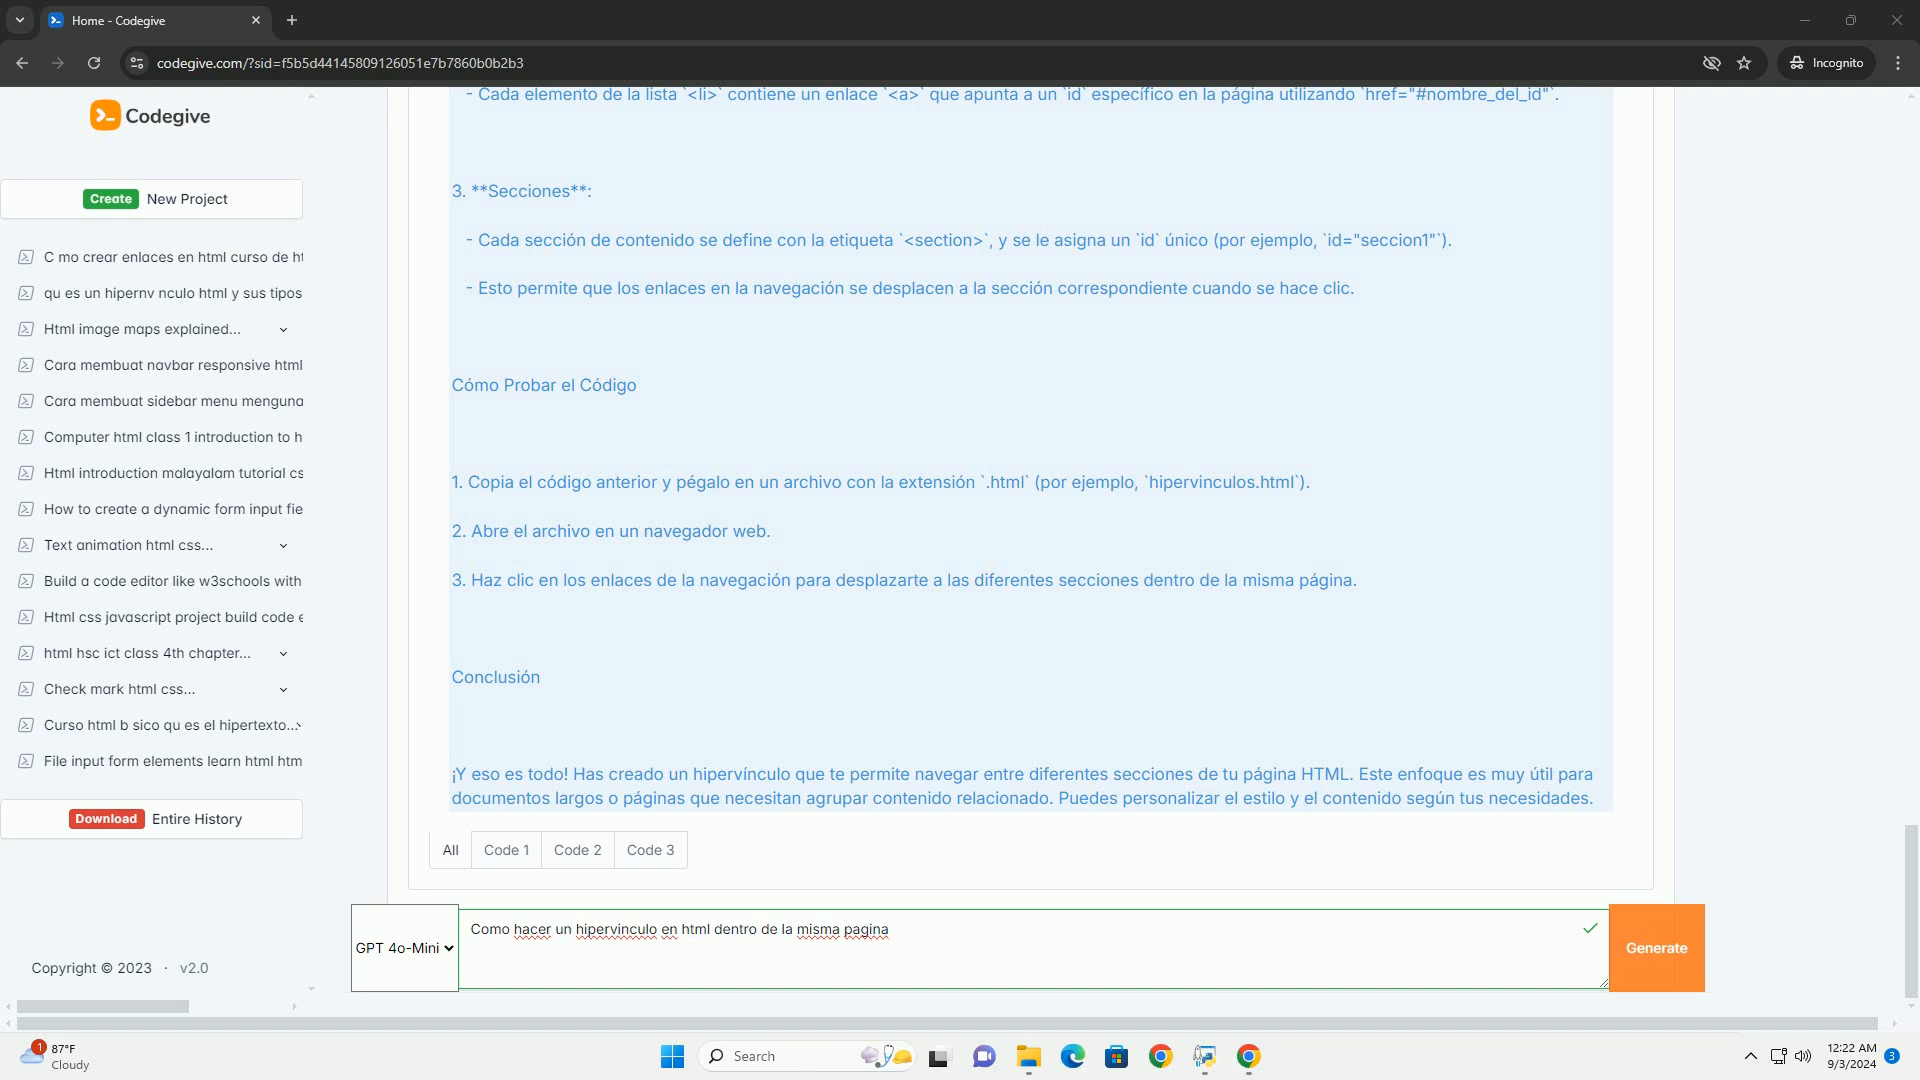 Home - Codegive
codegive.com/?sid=f5b5d44145809126051e7b7860b0b2b3
Incognito
Codegive
Create New Project
C mo crear enlaces en html curso de ht
qu es un hipernv nculo html y sus tipos
Html image maps explained...
Cara membuat navbar responsive html
Cara membuat sidebar menu menguna
Computer html class 1 introduction to h
Html introduction malayalam tutorial cs
How to create a dynamic form input fie
Text animation html css...
Build a code editor like w3schools with
Html css javascript project build code e
html hsc ict class 4th chapter...
Check mark html css...
Curso html b sico qu es el hipertexto...
File input form elements learn html htm
Download Entire History
Copyright © 2023 · v2.0
- Cada elemento de la lista `<li>` contiene un enlace `<a>` que apunta a un `id` específico en la página utilizando `href="#nombre_del_id"`.
3. **Secciones**:
- Cada sección de contenido se define con la etiqueta `<section>`, y se le asigna un `id` único (por ejemplo, `id="seccion1"`).
- Esto permite que los enlaces en la navegación se desplacen a la sección correspondiente cuando se hace clic.
Cómo Probar el Código
1. Copia el código anterior y pégalo en un archivo con la extensión `.html` (por ejemplo, `hipervinculos.html`).
2. Abre el archivo en un navegador web.
3. Haz clic en los enlaces de la navegación para desplazarte a las diferentes secciones dentro de la misma página.
Conclusión
¡Y eso es todo! Has creado un hipervínculo que te permite navegar entre diferentes secciones de tu página HTML. Este enfoque es muy útil para
documentos largos o páginas que necesitan agrupar contenido relacionado. Puedes personalizar el estilo y el contenido según tus necesidades.
All Code 1 Code 2 Code 3
GPT 4o-Mini
Como hacer un hipervinculo en html dentro de la misma pagina
Generate
1
87°F
Cloudy
Search
12:22 AM
9/3/2024
3